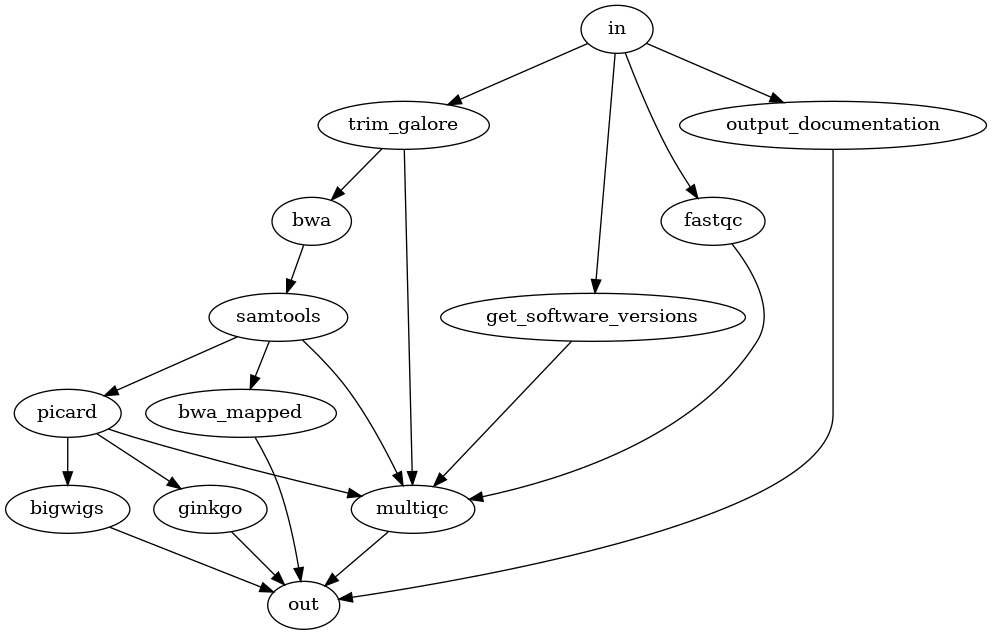 in
trim_galore
output_documentation
bwa
fastqc
samtools
get_software_versions
picard
bwa_mapped
bigwigs
ginkgo
multiqc
out